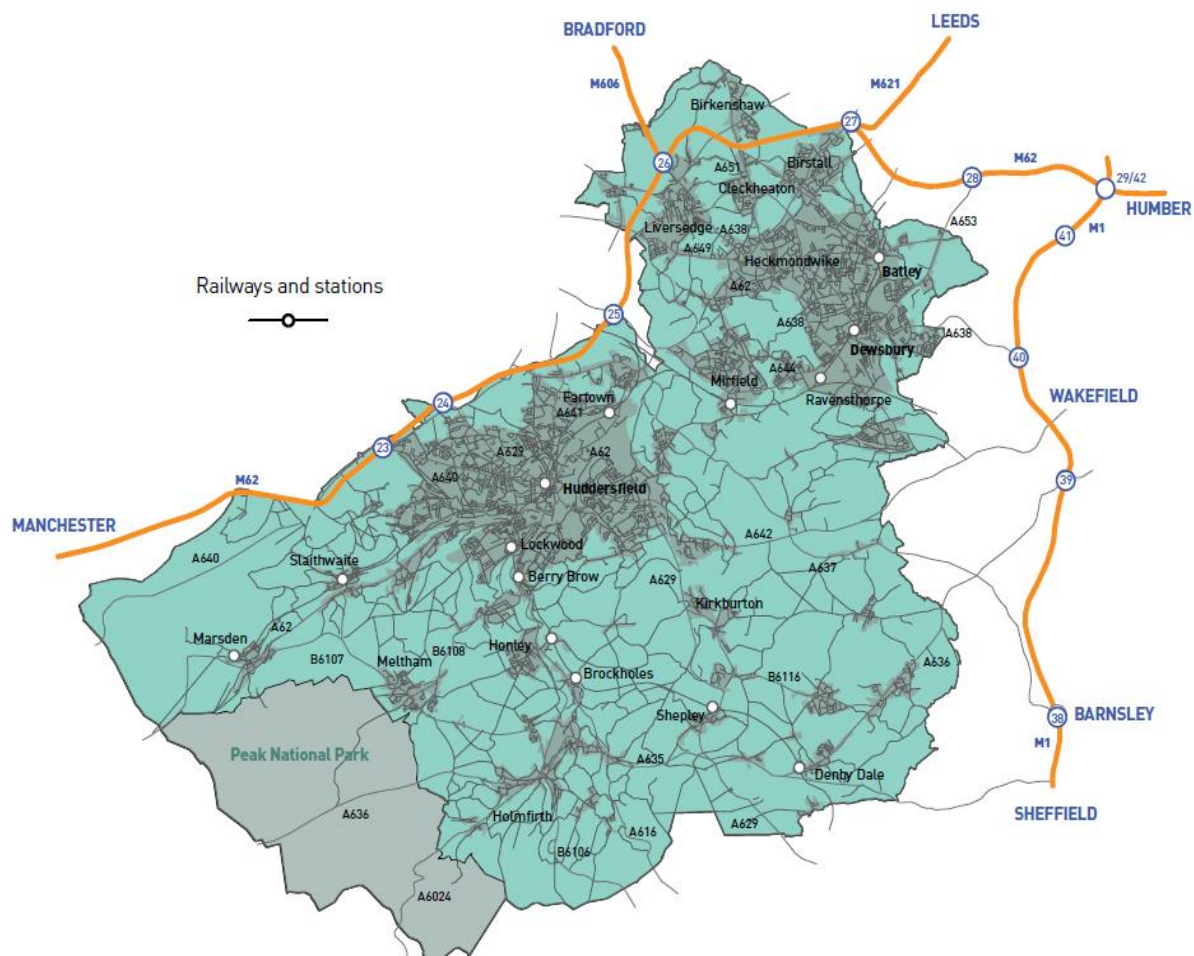 LEEDS
BRADFORD
M606
M621
Birkenshaw
27
26
Birstall
A651
M62
28
29/42
Cleckheaton
HUMBER
Liversedge
A638
A653
M1
41
A649
Heckmondwike
Batley
A62
Railways and stations
25
A638
A638
Dewsbury
40
A644
Mirfield
24
Fartown
Ravensthorpe
WAKEFIELD
A641
23
A629
A62
A640
39
M62
Huddersfield
MANCHESTER
A642
Lockwood
A640
Slaithwaite
A637
Berry Brow
A629
Kirkburton
A62
Marsden
Honley
B6108
B6107
Meltham
A636
Brockholes
B6116
Shepley
38
BARNSLEY
M1
Peak National Park
A635
Denby Dale
SHEFFIELD
A636
Holmfirth
A629
A616
B6106
A6024